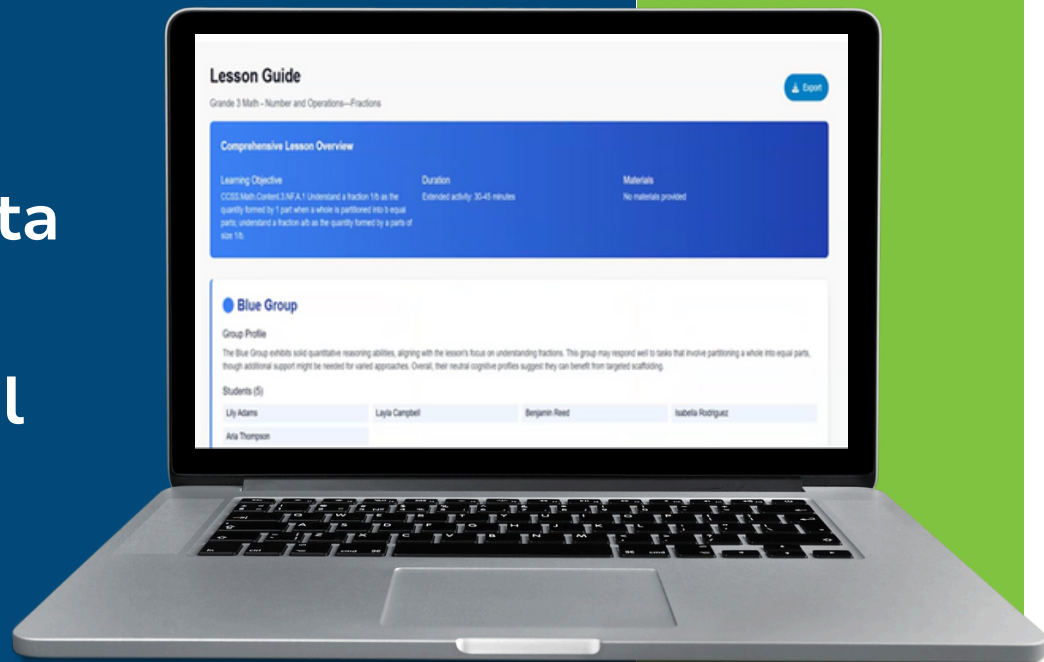 ta
l
Lesson Guide
Export
Grande 3 Math - Number and Operations—Fractions
Comprehensive Lesson Overview
Learning Objective
CCSS.Math.Content.3.NF.A.1 Understand a fraction 1/b as the
quantity formed by 1 part when a whole is partitioned into b equal
parts; understand a fraction a/b as the quantity formed by a parts of
size 1/b.
Duration
Extended activity: 30-45 minutes
Materials
No materials provided
Blue Group
Group Profile
The Blue Group exhibits solid quantitative reasoning abilities, aligning with the lesson's focus on understanding fractions. This group may respond well to tasks that involve partitioning a whole into equal parts,
though additional support might be needed for varied approaches. Overall, their neutral cognitive profiles suggest they can benefit from targeted scaffolding.
Students (5)
Lily Adams
Layla Campbell
Benjamin Reed
Isabella Rodriguez
Aria Thompson